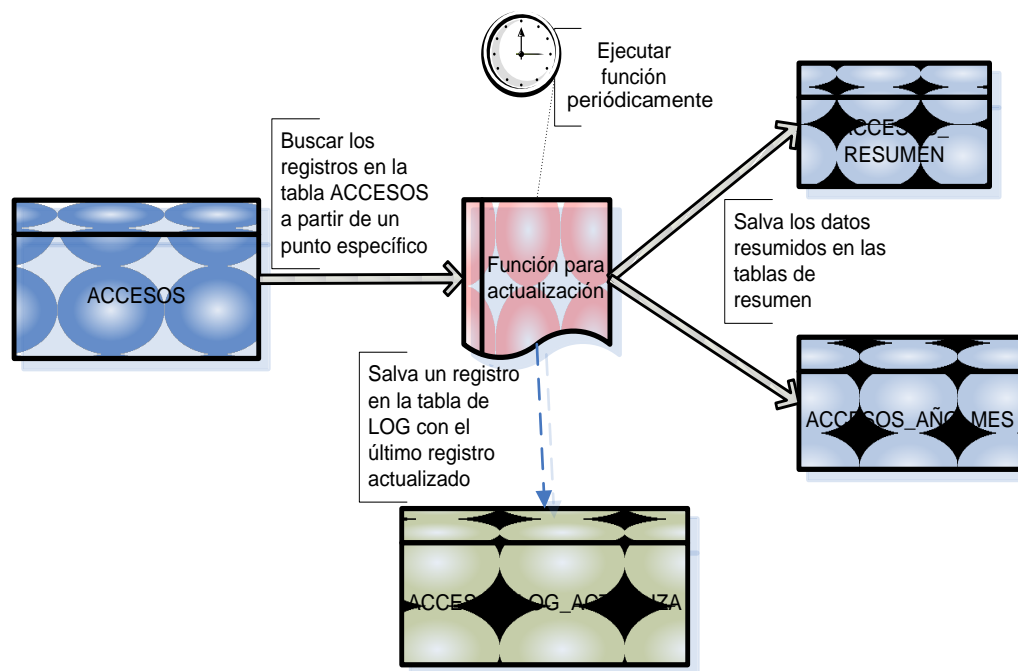 Ejecutar
función
periódicamente
Buscar los
registros en la
tabla ACCESOS
a partir de un
punto específico
ACCESOS_
RESUMEN
ACCESOS
Función para
actualización
Salva los datos
resumidos en las
tablas de
resumen
Salva un registro
en la tabla de
LOG con el
último registro
actualizado
ACCESOS_AÑO_MES